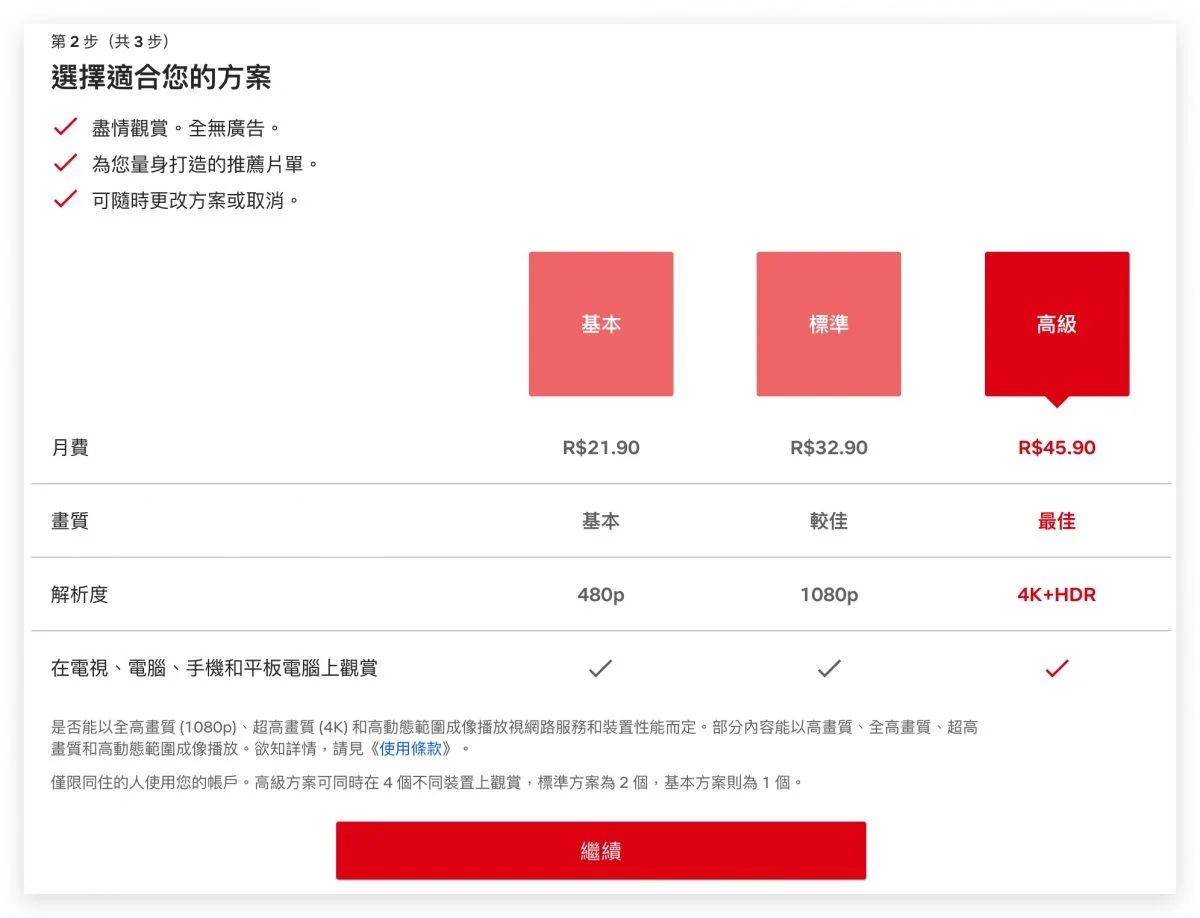 第 2 步（共 3 步）
選擇適合您的方案
盡情觀賞。全無廣告。
為您量身打造的推薦片單。
可隨時更改方案或取消。
基本 標準 高級
月費 R$21.90 R$32.90 R$45.90
畫質 基本 較佳 最佳
解析度 480p 1080p 4K+HDR
在電視、電腦、手機和平板電腦上觀賞
是否能以全高畫質 (1080p)、超高畫質 (4K) 和高動態範圍成像播放視網路服務和裝置性能而定。部分內容能以高畫質、全高畫質、超高
畫質和高動態範圍成像播放。欲知詳情，請見《使用條款》。
僅限同住的人使用您的帳戶。高級方案可同時在 4 個不同裝置上觀賞，標準方案為 2 個，基本方案則為 1 個。
繼續